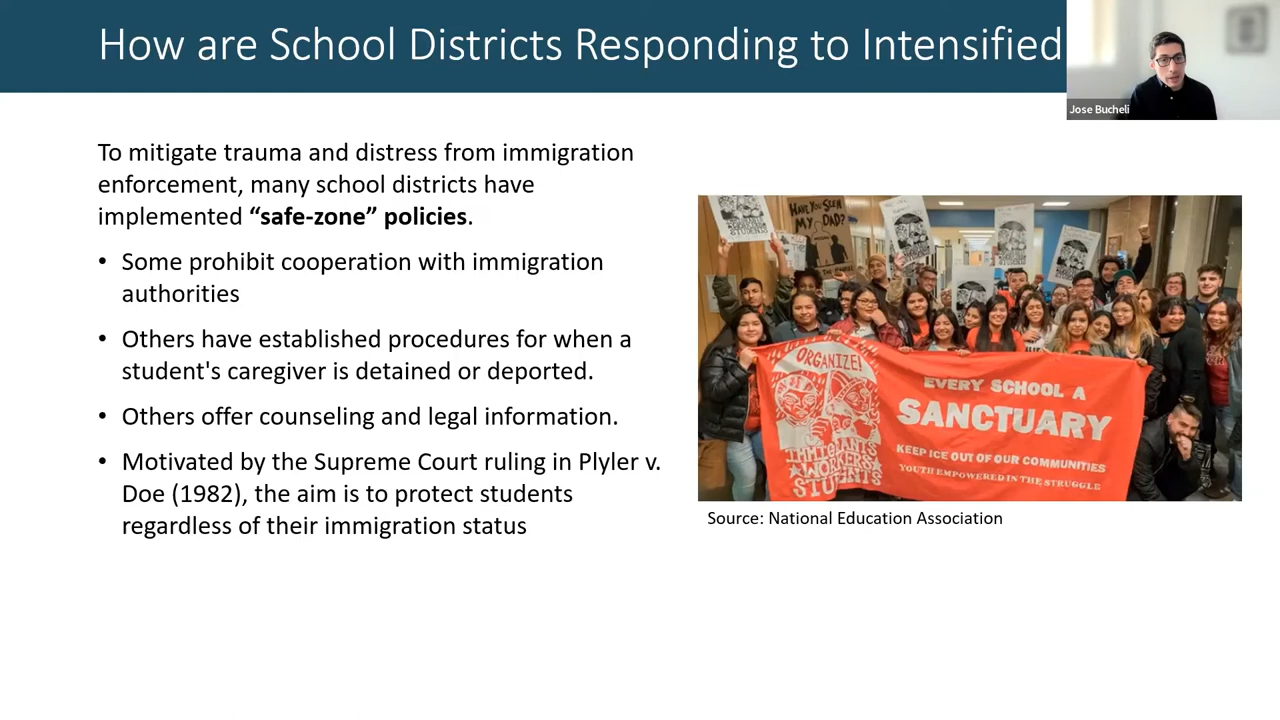 How are School Districts Responding to Intensified
Jose Bucheli
To mitigate trauma and distress from immigration
enforcement, many school districts have
implemented “safe-zone” policies.
• Some prohibit cooperation with immigration
authorities
• Others have established procedures for when a
student's caregiver is detained or deported.
• Others offer counseling and legal information.
• Motivated by the Supreme Court ruling in Plyler v.
Doe (1982), the aim is to protect students
regardless of their immigration status
HAVE YOU SEEN
MY DAD?
ORGANIZE!
IMMIGRANTS
WORKERS
STUDENTS
EVERY SCHOOL A
SANCTUARY
KEEP ICE OUT OF OUR COMMUNITIES
YOUTH EMPOWERED IN THE STRUGGLE
Source: National Education Association